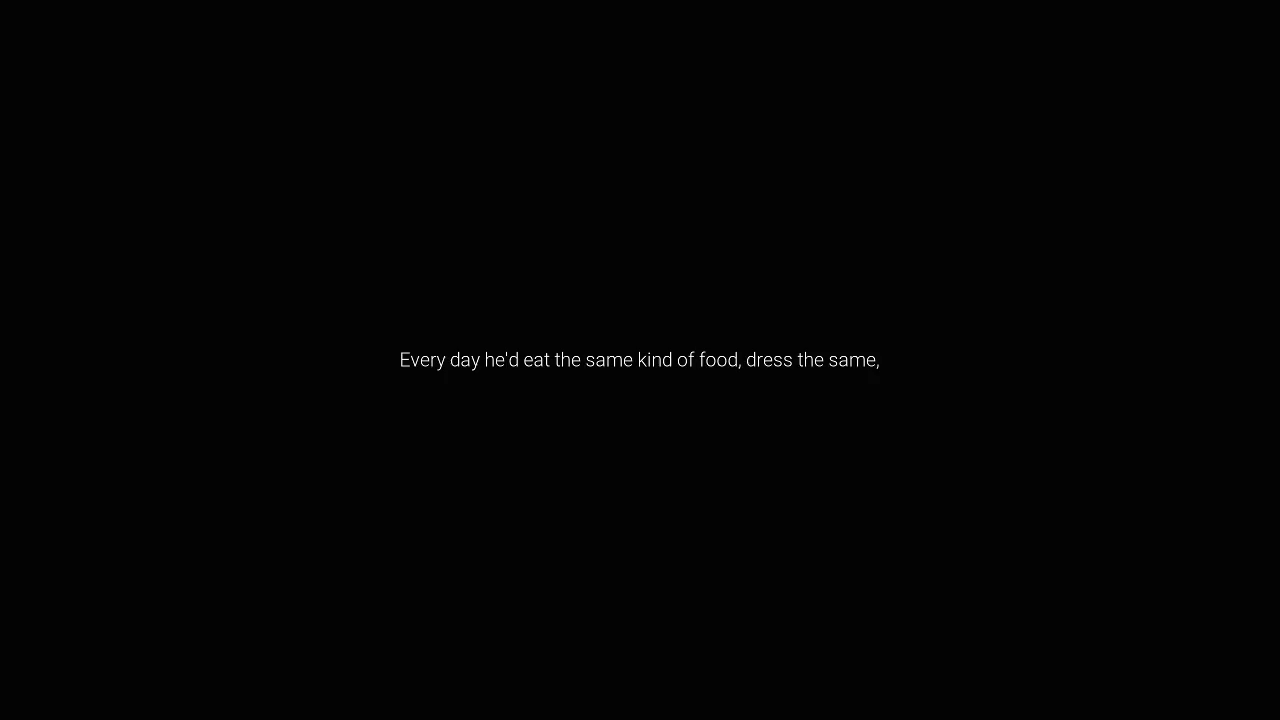 Every day he'd eat the same kind of food, dress the same,